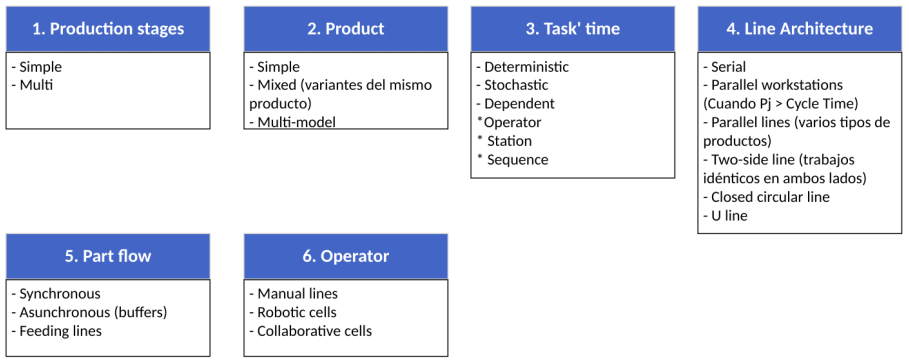 1. Production stages
- Simple
- Multi
2. Product
- Simple
- Mixed (variantes del mismo
producto)
- Multi-model
3. Task' time
- Deterministic
- Stochastic
- Dependent
*Operator
* Station
* Sequence
4. Line Architecture
- Serial
- Parallel workstations
(Cuando Pj > Cycle Time)
- Parallel lines (varios tipos de
productos)
- Two-side line (trabajos
idénticos en ambos lados)
- Closed circular line
- U line
5. Part flow
- Synchronous
- Asunchronous (buffers)
- Feeding lines
6. Operator
- Manual lines
- Robotic cells
- Collaborative cells